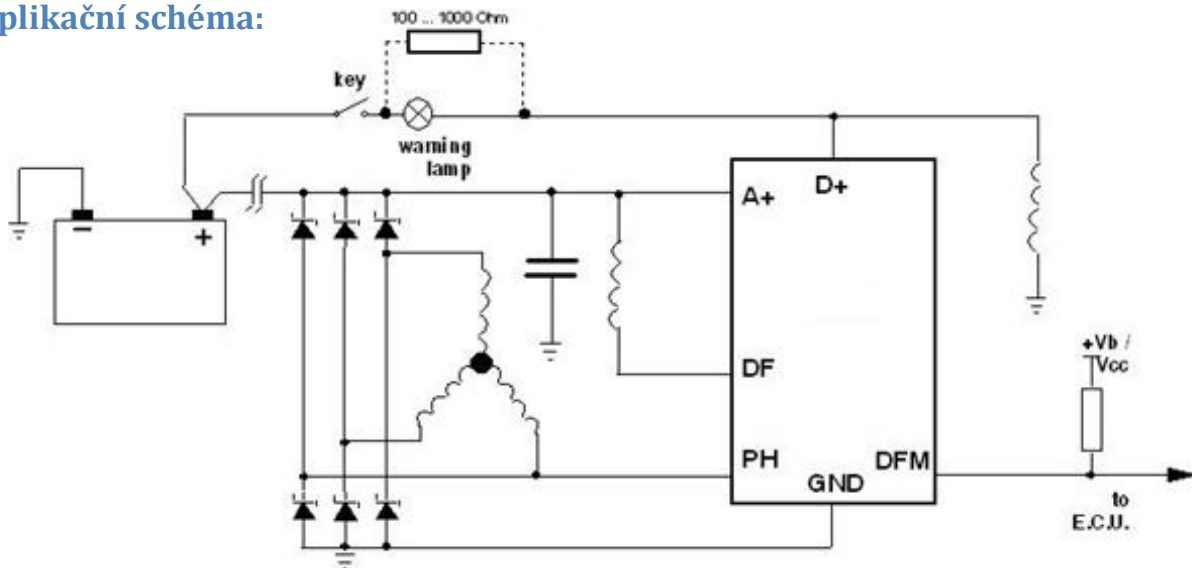 plikační schéma:
100 ... 1000 Ohm
key
warning
lamp
A+
D+
DF
PH
DFM
GND
− +
+Vb /
Vcc
to
E.C.U.